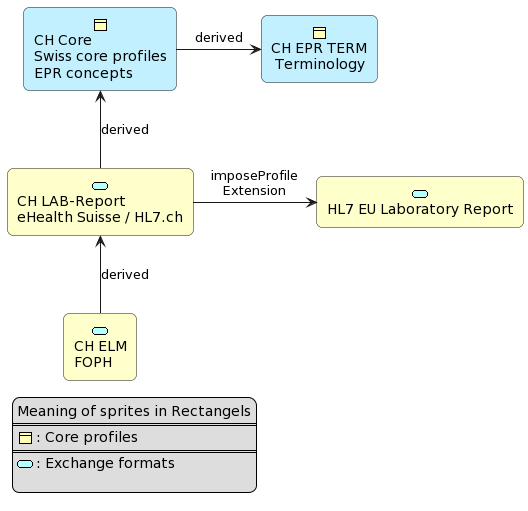 CH Core
Swiss core profiles
EPR concepts
derived
CH EPR TERM
Terminology
derived
CH LAB-Report
eHealth Suisse / HL7.ch
imposeProfile
Extension
HL7 EU Laboratory Report
derived
CH ELM
FOPH
Meaning of sprites in Rectangels
: Core profiles
: Exchange formats